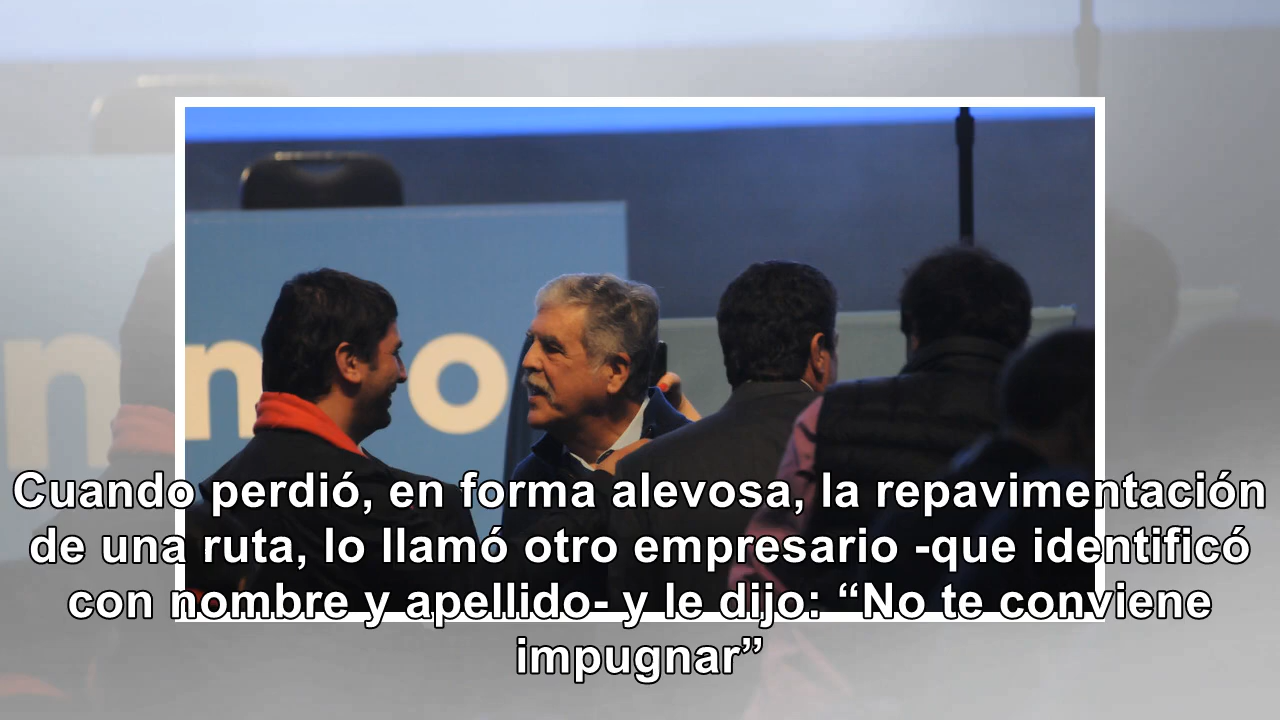 nn o
Cuando perdió, en forma alevosa, la repavimentación
de una ruta, lo llamó otro empresario -que identificó
con nombre y apellido- y le dijo: “No te conviene
impugnar”